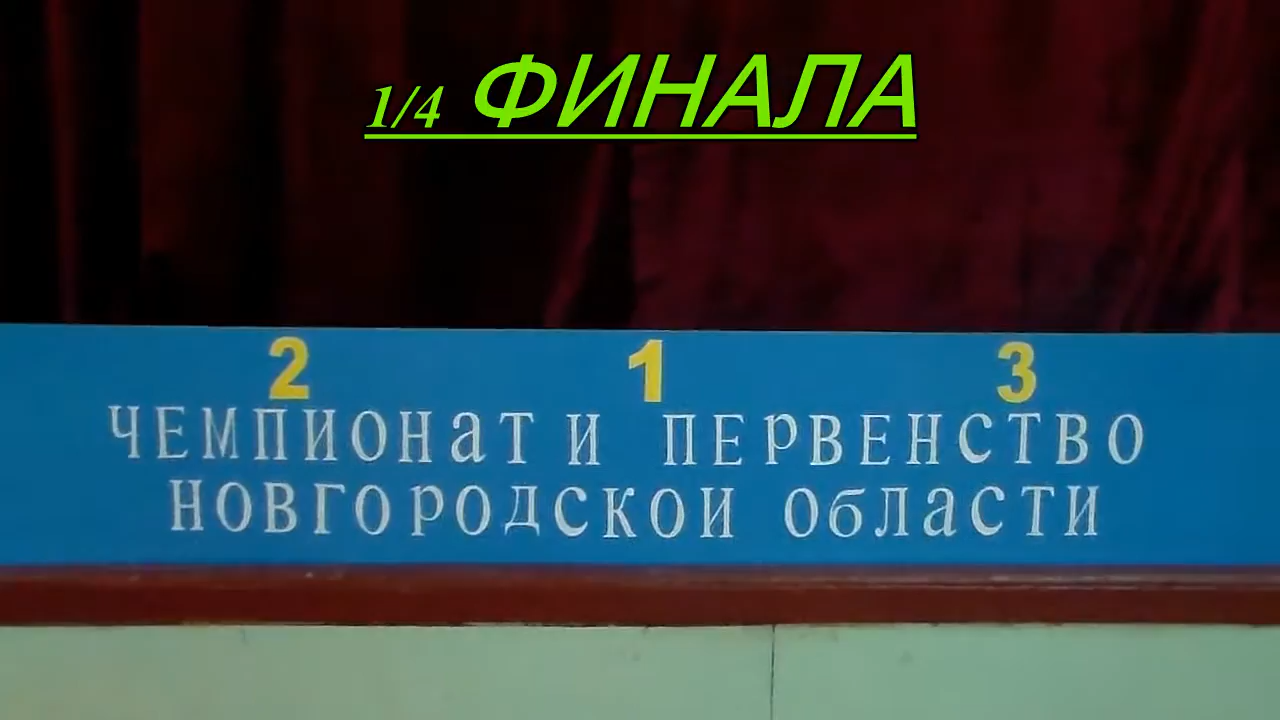 1/4 ФИНАЛА
2 1 3
ЧЕМПИОНАТ И ПЕРВЕНСТВО
НОВГОРОДСКОИ ОБЛАСТИ